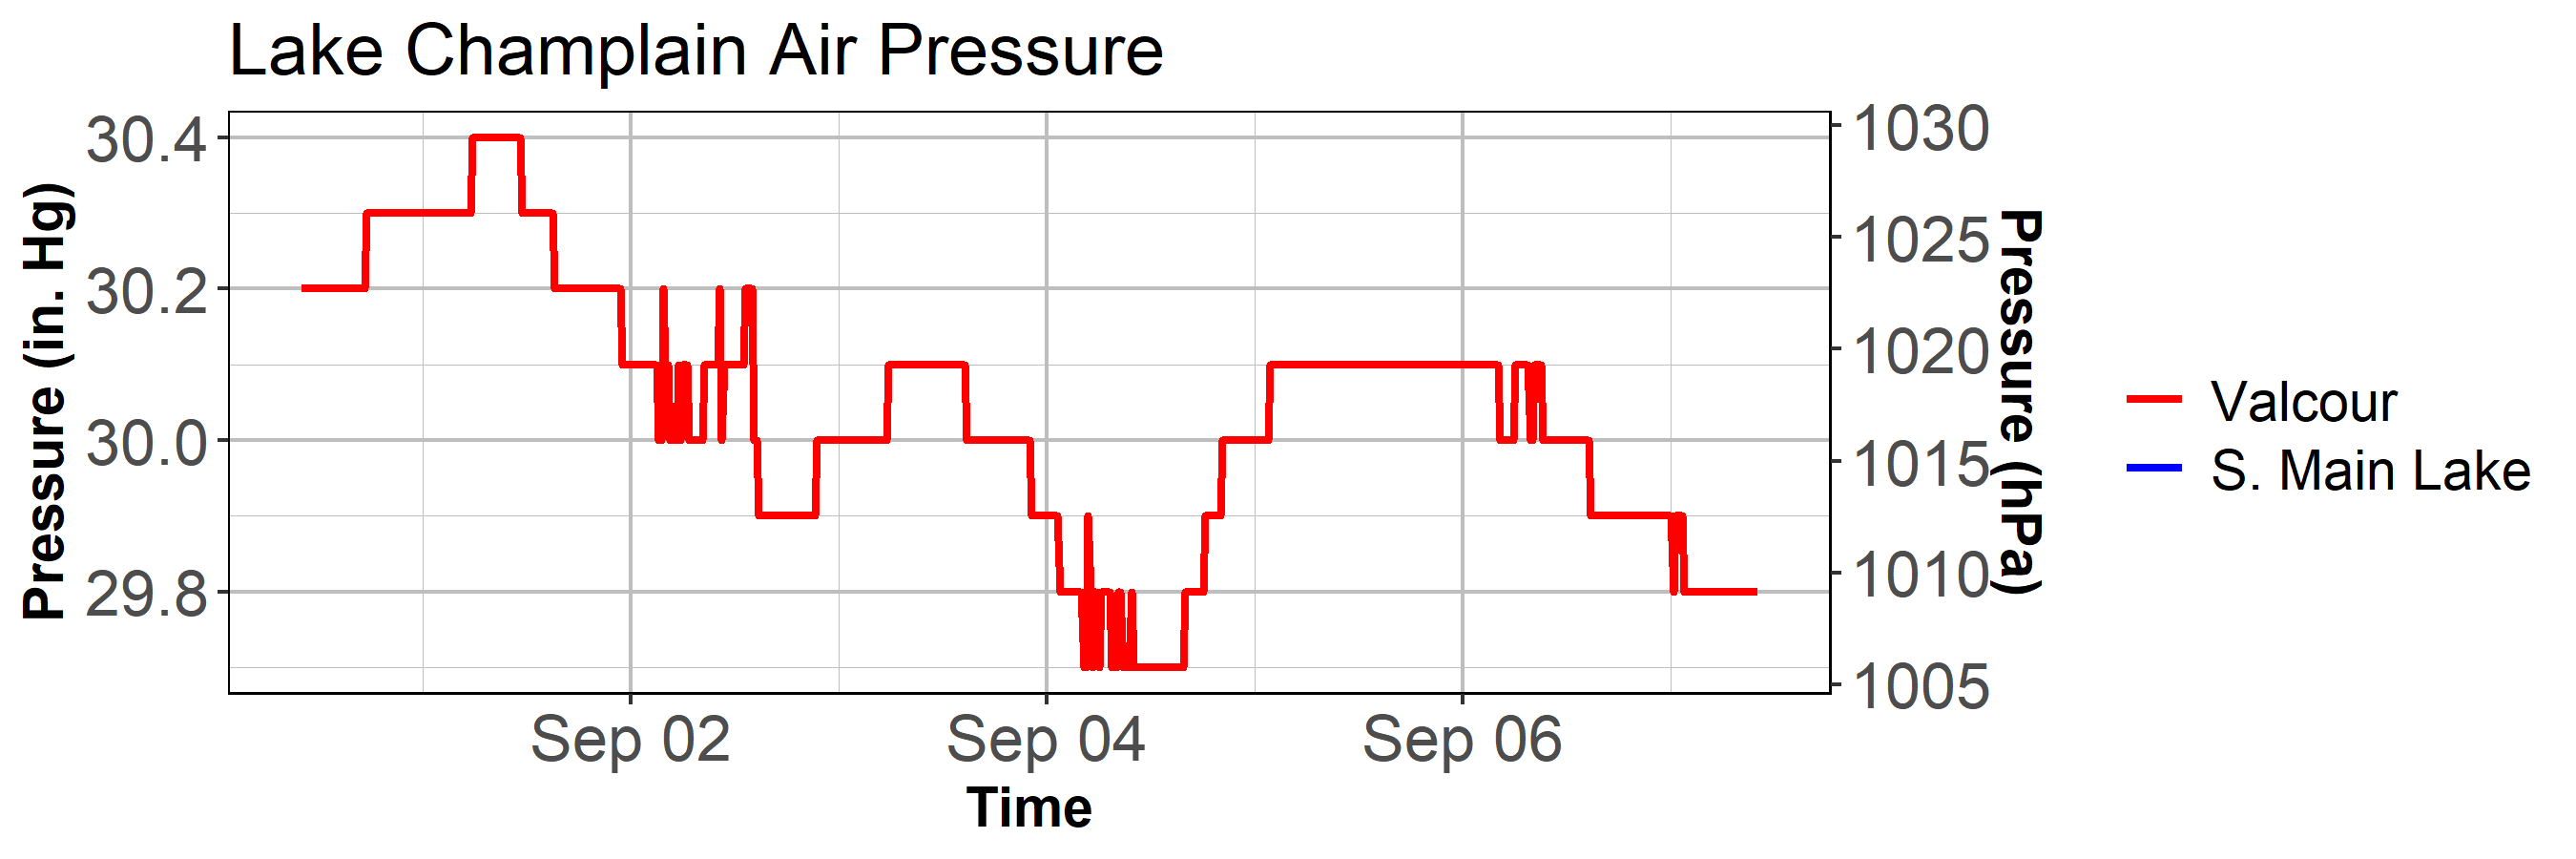 Lake Champlain Air Pressure
Pressure (in. Hg)
30.4
30.2
30.0
29.8
1030
1025
1020
1015
1010
1005
Pressure (hPa)
Sep 02 Sep 04 Sep 06
Time
Valcour
S. Main Lake